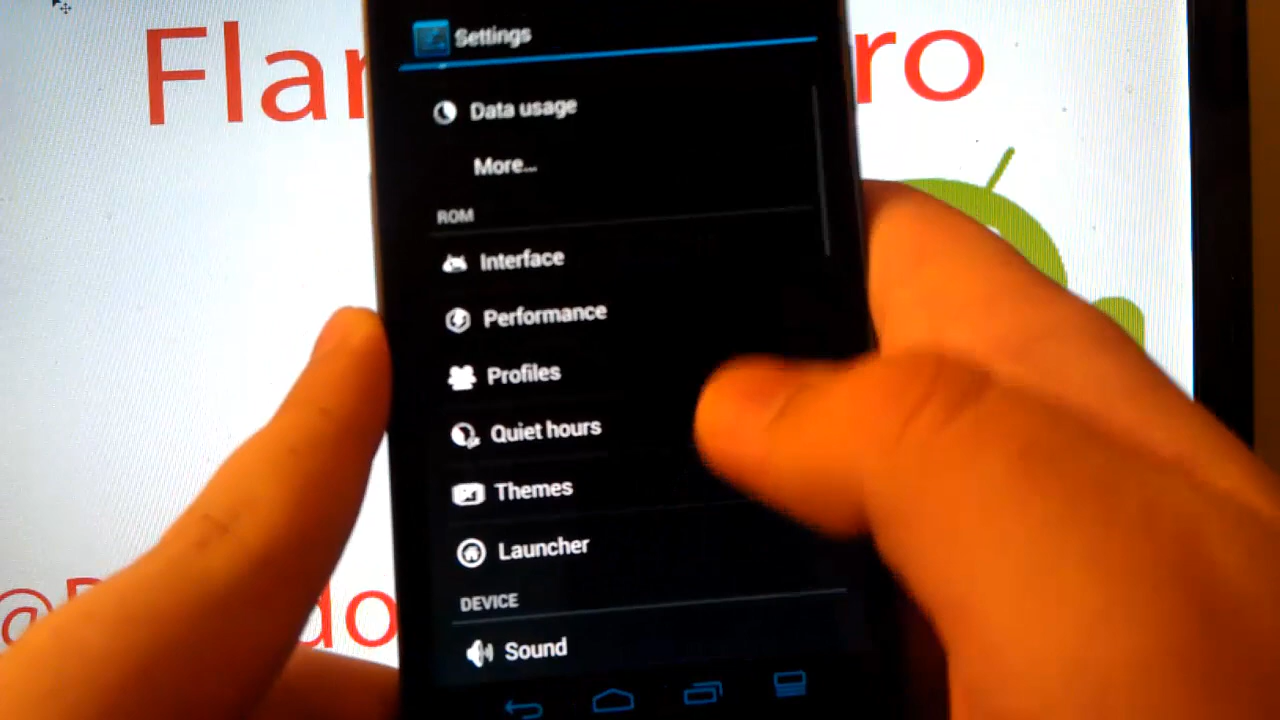 Settings
Data usage
More...
ROM
Interface
Performance
Profiles
Quiet hours
Themes
Launcher
DEVICE
Sound